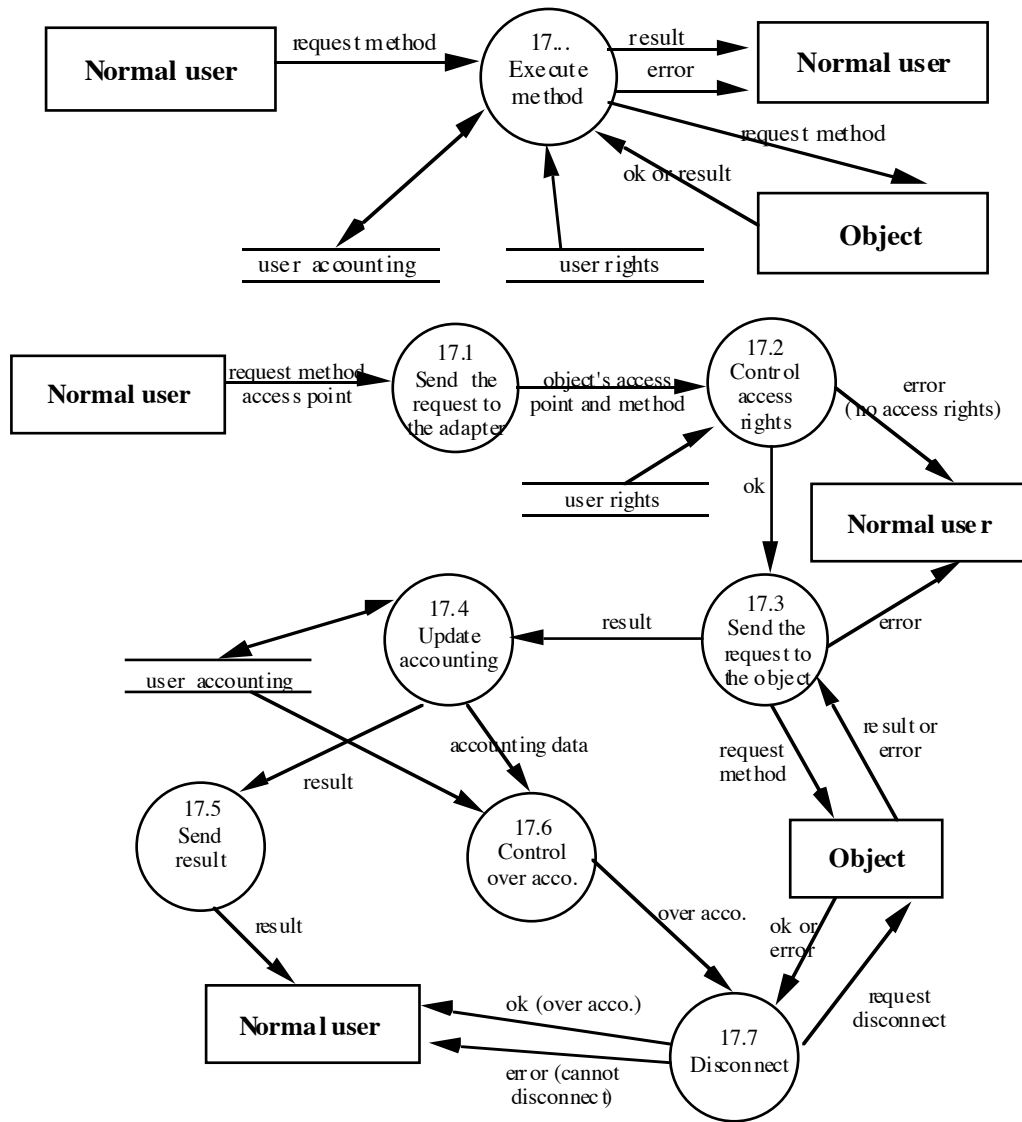 Normal user
request method
17...
Execute
method
result
error
Normal user
request method
ok or result
Object
user accounting
user rights
Normal user
request method
access point
17.1
Send the
request to
the adapter
object's access
point and method
17.2
Control
access
rights
error
(no access rights)
user rights
ok
Normal user
17.4
Update
accounting
result
17.3
Send the
request to
the object
error
user accounting
accounting data
result
request
method
result or
error
17.5
Send
result
17.6
Control
over acco.
Object
result
over acco.
ok or
error
request
disconnect
Normal user
ok (over acco.)
error (cannot
disconnect)
17.7
Disconnect